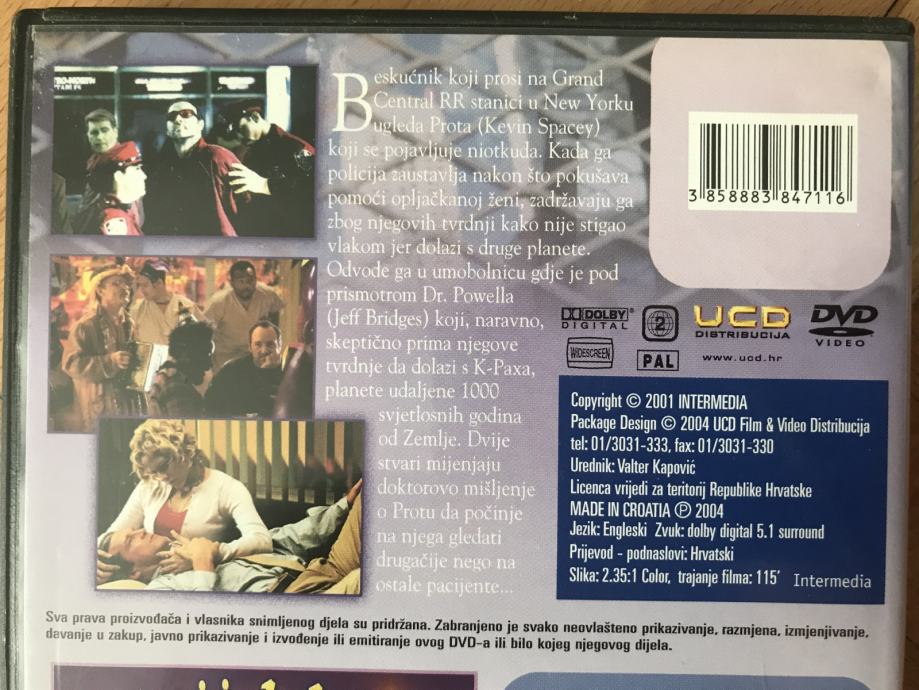 Beskućnik koji prosi na Grand
Central RR stanici u New Yorku
ugleda Prota (Kevin Spacey)
koji se pojavljuje niotkuda. Kada ga
policija zaustavlja nakon što pokušava
pomoći opljačkanoj ženi, zadržavaju ga
zbog njegovih tvrdnji kako nije stigao
vlakom jer dolazi s druge planete.
Odvode ga u umobolnicu gdje je pod
prismotrom Dr. Powella
(Jeff Bridges) koji, naravno,
skeptično prima njegove
tvrdnje da dolazi s K-Paxa,
planete udaljene 1000
svjetlosnih godina
od Zemlje. Dvije
stvari mijenjaju
doktorovo mišljenje
o Protu da počinje
na njega gledati
drugačije nego na
ostale pacijente...
3 858883 847116
DOLBY
DIGITAL
2
UCD
DISTRIBUCIJA
DVD
VIDEO
WIDESCREEN
PAL
www.ucd.hr
Copyright © 2001 INTERMEDIA
Package Design © 2004 UCD Film & Video Distribucija
tel: 01/3031-333, fax: 01/3031-330
Urednik: Valter Kapović
Licenca vrijedi za teritorij Republike Hrvatske
MADE IN CROATIA ℗ 2004
Jezik: Engleski Zvuk: dolby digital 5.1 surround
Prijevod - podnaslovi: Hrvatski
Slika: 2.35:1 Color, trajanje filma: 115' Intermedia
Sva prava proizvođača i vlasnika snimljenog djela su pridržana. Zabranjeno je svako neovlašteno prikazivanje, razmjena, izmjenjivanje,
davanje u zakup, javno prikazivanje i izvođenje ili emitiranje ovog DVD-a ili bilo kojeg njegovog dijela.